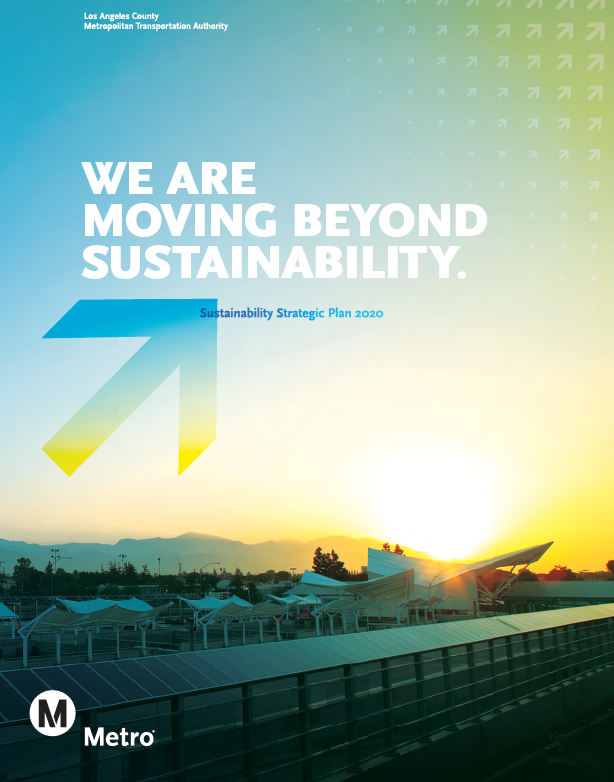 Los Angeles County
Metropolitan Transportation Authority
WE ARE
MOVING BEYOND
SUSTAINABILITY.
Sustainability Strategic Plan 2020
M
Metro